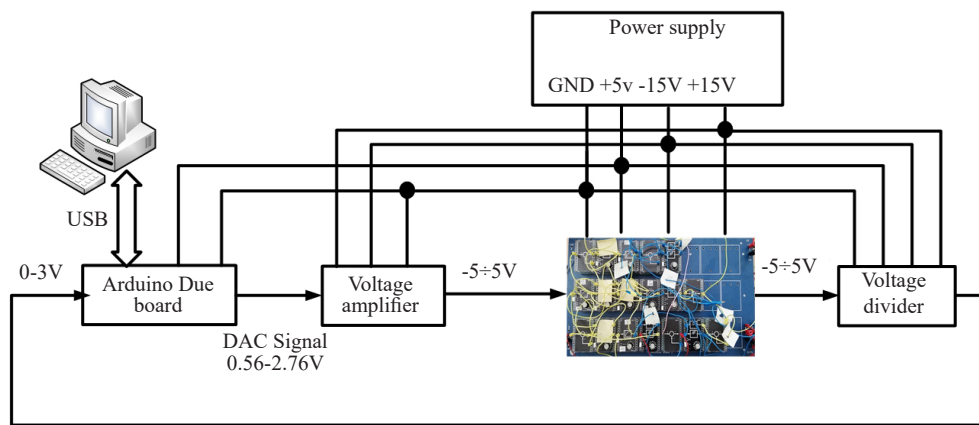 Power supply
GND +5v -15V +15V
USB
0-3V
Arduino Due
board
Voltage
amplifier
-5÷5V
-5÷5V
Voltage
divider
DAC Signal
0.56-2.76V